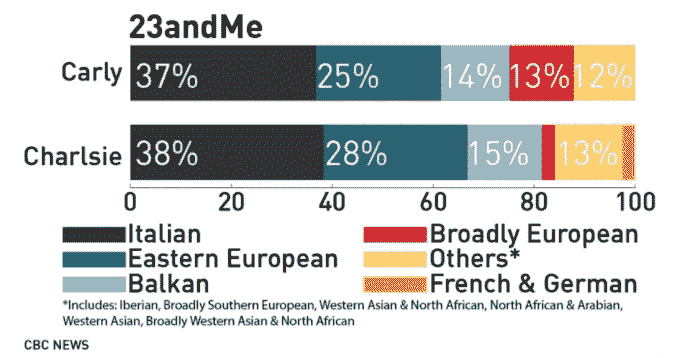 23andMe
Carly 37% 25% 14% 13% 12%
Charlsie 38% 28% 15% 13%
0 20 40 60 80 100
Italian Broadly European
Eastern European Others*
Balkan French & German
*Includes: Iberian, Broadly Southern European, Western Asian & North African, North African & Arabian,
Western Asian, Broadly Western Asian & North African
CBC NEWS